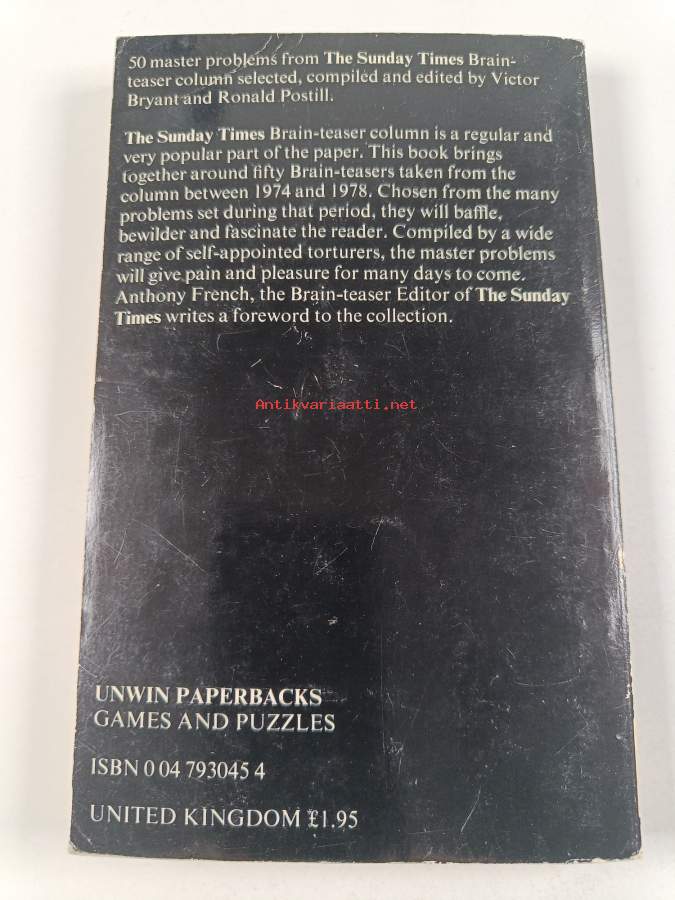 50 master problems from The Sunday Times Brain-
teaser column selected, compiled and edited by Victor
Bryant and Ronald Postill.
The Sunday Times Brain-teaser column is a regular and
very popular part of the paper. This book brings
together around fifty Brain-teasers taken from the
column between 1974 and 1978. Chosen from the many
problems set during that period, they will baffle,
bewilder and fascinate the reader. Compiled by a wide
range of self-appointed torturers, the master problems
will give pain and pleasure for many days to come.
Anthony French, the Brain-teaser Editor of The Sunday
Times writes a foreword to the collection.
Antikvariaatti.net
UNWIN PAPERBACKS
GAMES AND PUZZLES
ISBN 0 04 793045 4
UNITED KINGDOM £1.95